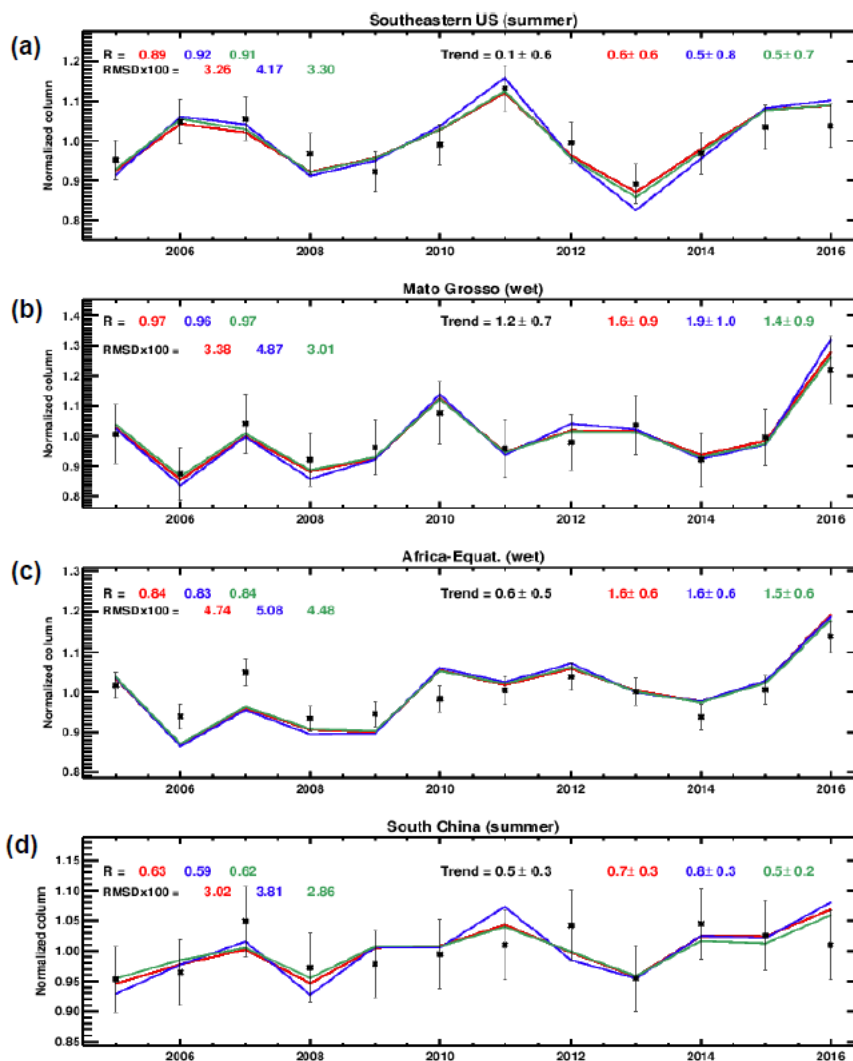 Southeastern US (summer)
(a)
R = 0.89 0.92 0.91 Trend = 0.1 ± 0.6 0.6± 0.6 0.5± 0.8 0.5± 0.7
RMSDx100 = 3.26 4.17 3.30
Normalized column
1.2
1.1
1.0
0.9
0.8
2006 2008 2010 2012 2014 2016
Mato Grosso (wet)
(b)
R = 0.97 0.96 0.97 Trend = 1.2 ± 0.7 1.6± 0.9 1.9± 1.0 1.4± 0.9
RMSDx100 = 3.38 4.87 3.01
Normalized column
1.4
1.3
1.2
1.1
1.0
0.9
0.8
2006 2008 2010 2012 2014 2016
Africa-Equat. (wet)
(c)
R = 0.84 0.83 0.84 Trend = 0.6 ± 0.5 1.6± 0.6 1.6± 0.6 1.5± 0.6
RMSDx100 = 4.74 5.08 4.48
Normalized column
1.3
1.2
1.1
1.0
0.9
0.8
2006 2008 2010 2012 2014 2016
South China (summer)
(d)
R = 0.63 0.59 0.62 Trend = 0.5 ± 0.3 0.7± 0.3 0.8± 0.3 0.5± 0.2
RMSDx100 = 3.02 3.81 2.86
Normalized column
1.15
1.10
1.05
1.00
0.95
0.90
0.85
2006 2008 2010 2012 2014 2016